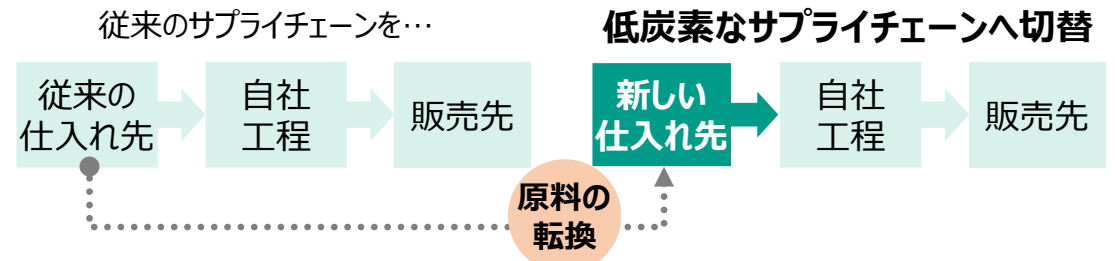 従来のサプライチェーンを…
低炭素なサプライチェーンへ切替
従来の
仕入れ先
自社
工程
販売先
新しい
仕入れ先
自社
工程
販売先
原料の
転換